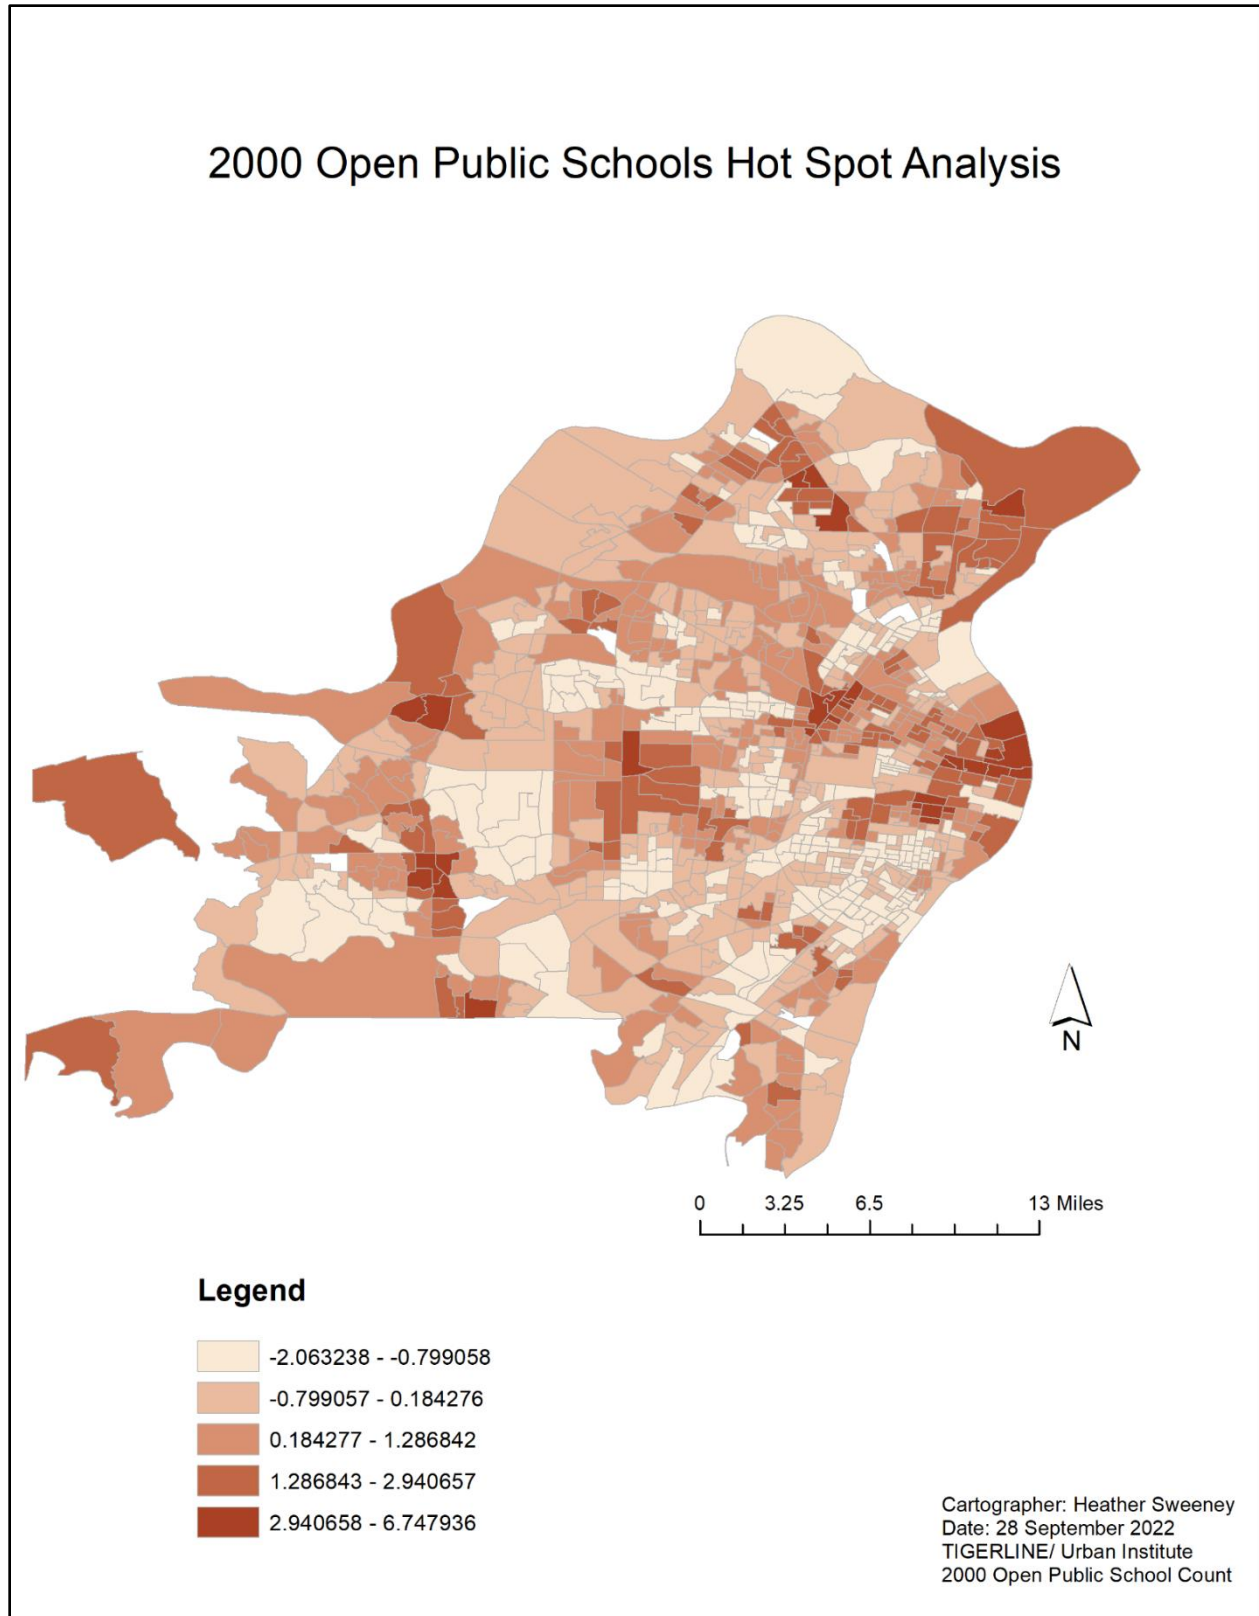 2000 Open Public Schools Hot Spot Analysis
N
0 3.25 6.5 13 Miles
Legend
-2.063238 - -0.799058
-0.799057 - 0.184276
0.184277 - 1.286842
1.286843 - 2.940657
2.940658 - 6.747936
Cartographer: Heather Sweeney
Date: 28 September 2022
TIGERLINE/ Urban Institute
2000 Open Public School Count